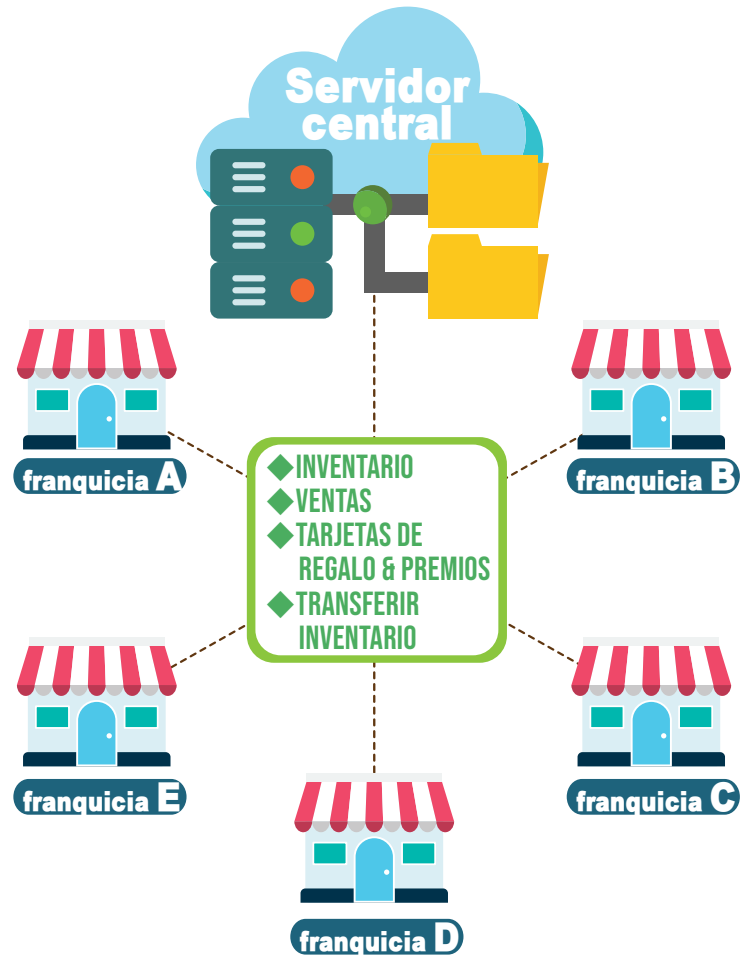 Servidor
central
franquicia A
franquicia B
INVENTARIO
VENTAS
TARJETAS DE
REGALO & PREMIOS
TRANSFERIR
INVENTARIO
franquicia E
franquicia C
franquicia D